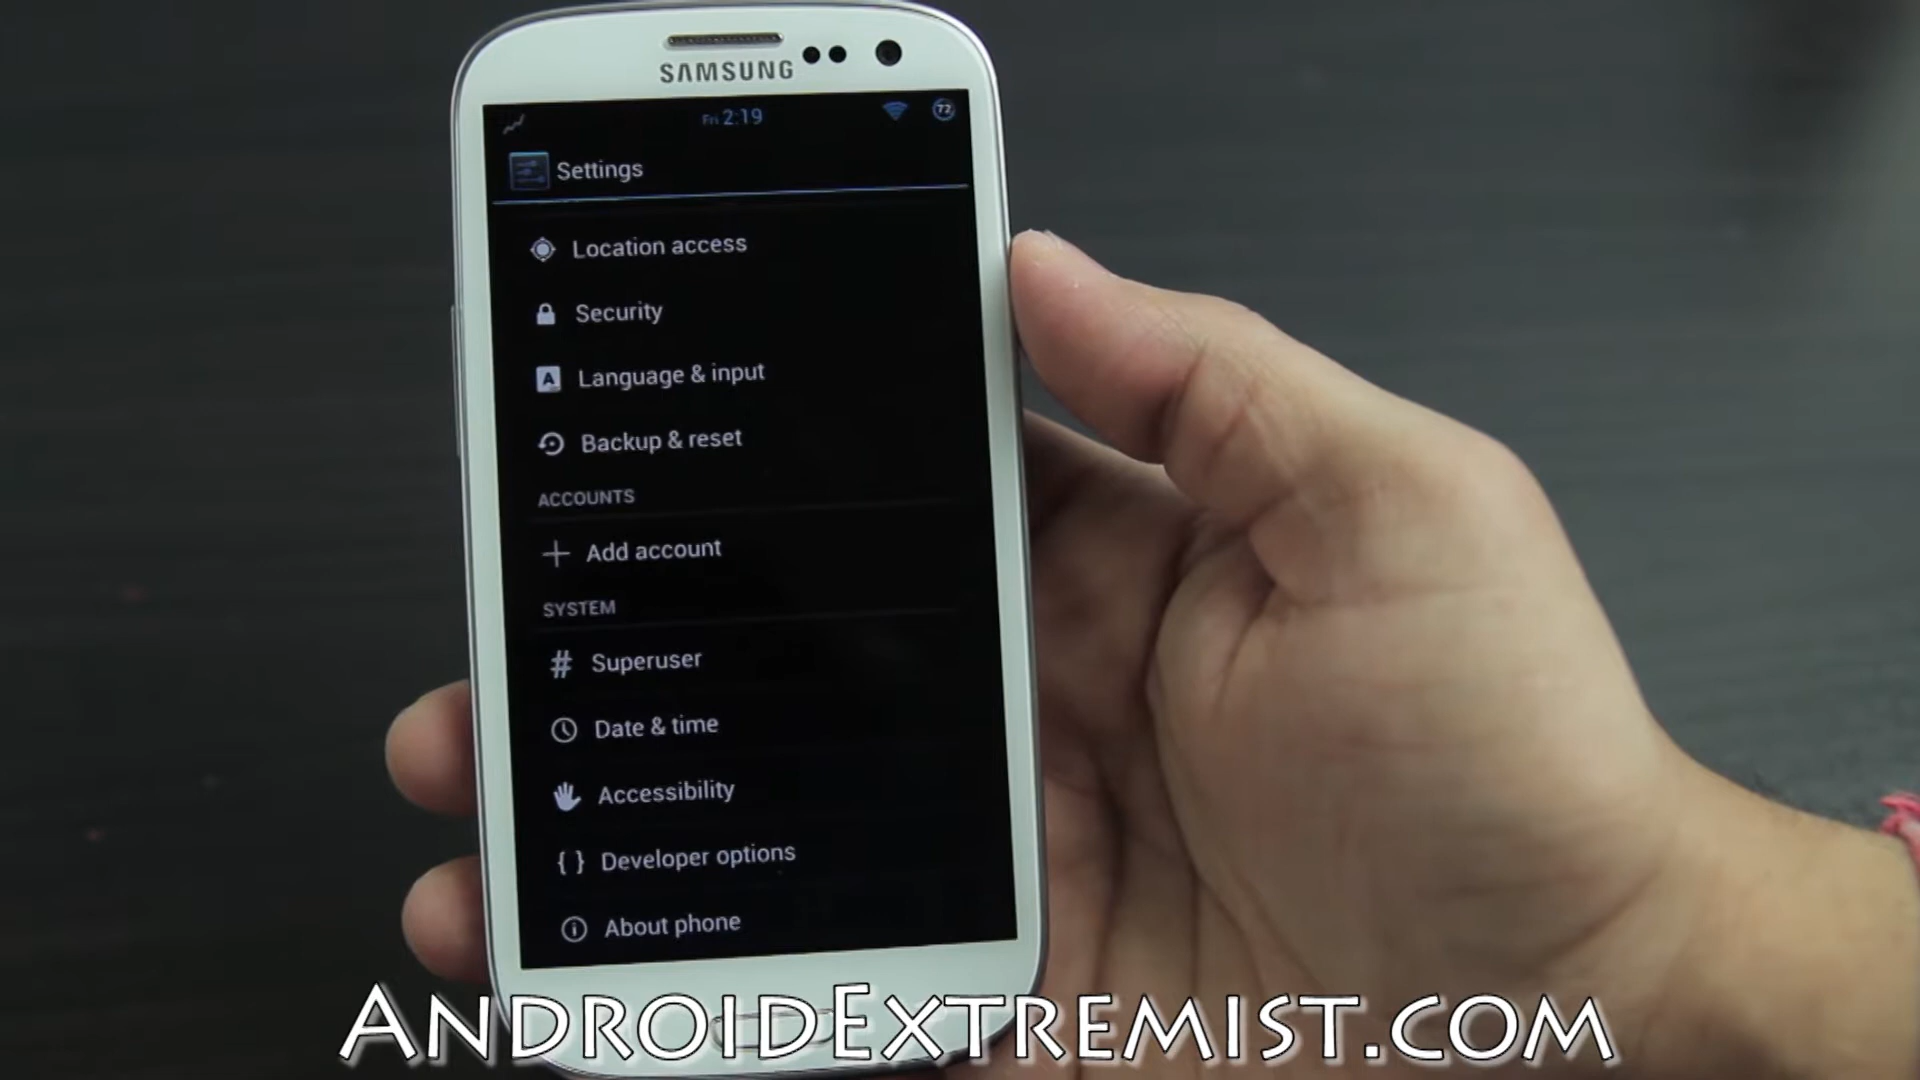 SAMSUNG
Fri 2:19
72
Settings
Location access
Security
A
Language & input
Backup & reset
ACCOUNTS
Add account
SYSTEM
# Superuser
Date & time
Accessibility
{ } Developer options
About phone
ANDROIDEXTREMIST.COM